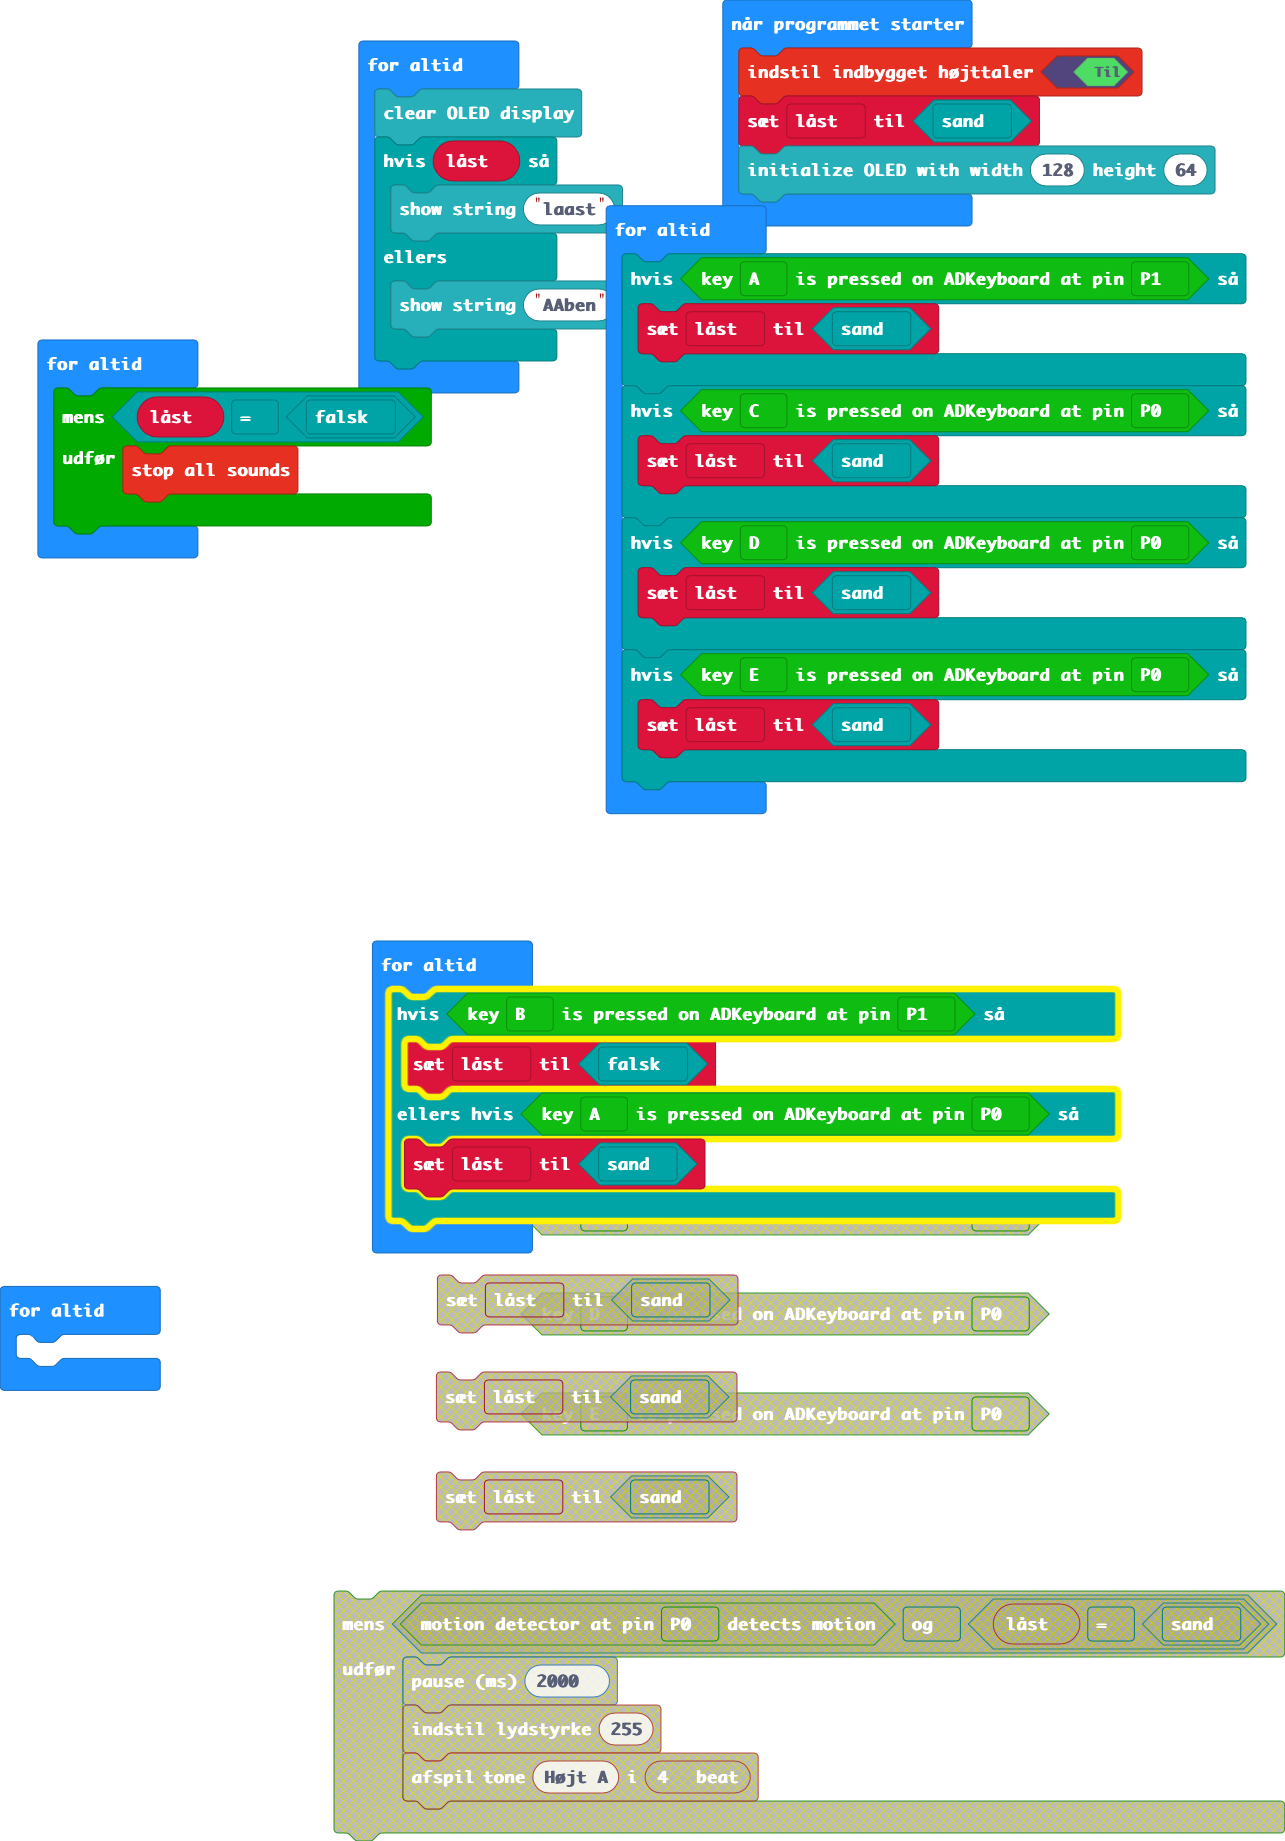 når programmet starter
indstil indbygget højttaler Til
sæt låst til sand
initialize OLED with width 128 height 64
for altid
clear OLED display
hvis låst så
show string "laast"
ellers
show string "AAben"
for altid
hvis key A is pressed on ADKeyboard at pin P1 så
sæt låst til sand
hvis key C is pressed on ADKeyboard at pin P0 så
sæt låst til sand
hvis key D is pressed on ADKeyboard at pin P0 så
sæt låst til sand
hvis key E is pressed on ADKeyboard at pin P0 så
sæt låst til sand
for altid
mens låst = falsk
udfør stop all sounds
for altid
hvis key B is pressed on ADKeyboard at pin P1 så
sæt låst til falsk
ellers hvis key A is pressed on ADKeyboard at pin P0 så
sæt låst til sand
for altid
sæt låst til sand
on ADKeyboard at pin P0
sæt låst til sand
on ADKeyboard at pin P0
sæt låst til sand
mens motion detector at pin P0 detects motion og låst = sand
udfør pause (ms) 2000
indstil lydstyrke 255
afspil tone Højt A i 4 beat